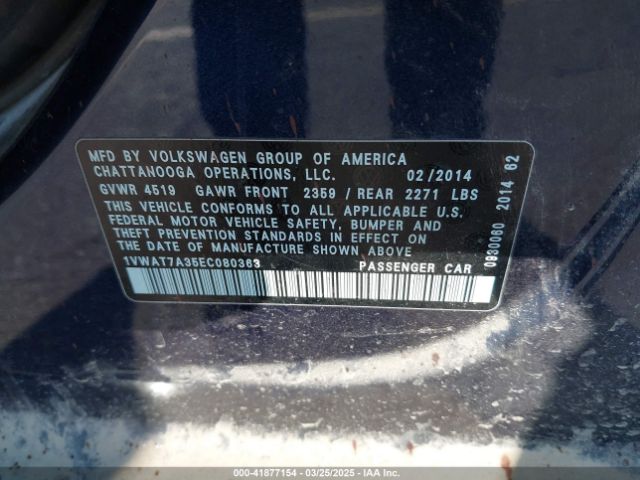 MFD BY VOLKSWAGEN GROUP OF AMERICA
CHATTANOOGA OPERATIONS, LLC. 02/2014
GVWR 4519 GAWR FRONT 2359 / REAR 2271 LBS
THIS VEHICLE CONFORMS TO ALL APPLICABLE U.S.
FEDERAL MOTOR VEHICLE SAFETY, BUMPER AND
THEFT PREVENTION STANDARDS IN EFFECT ON
THE DATE OF MANUFACTURE SHOWN ABOVE
1VWAT7A35EC080363 PASSENGER CAR
0930060 2014 62
000-41877154 | 03/25/2025 | IAA Inc.